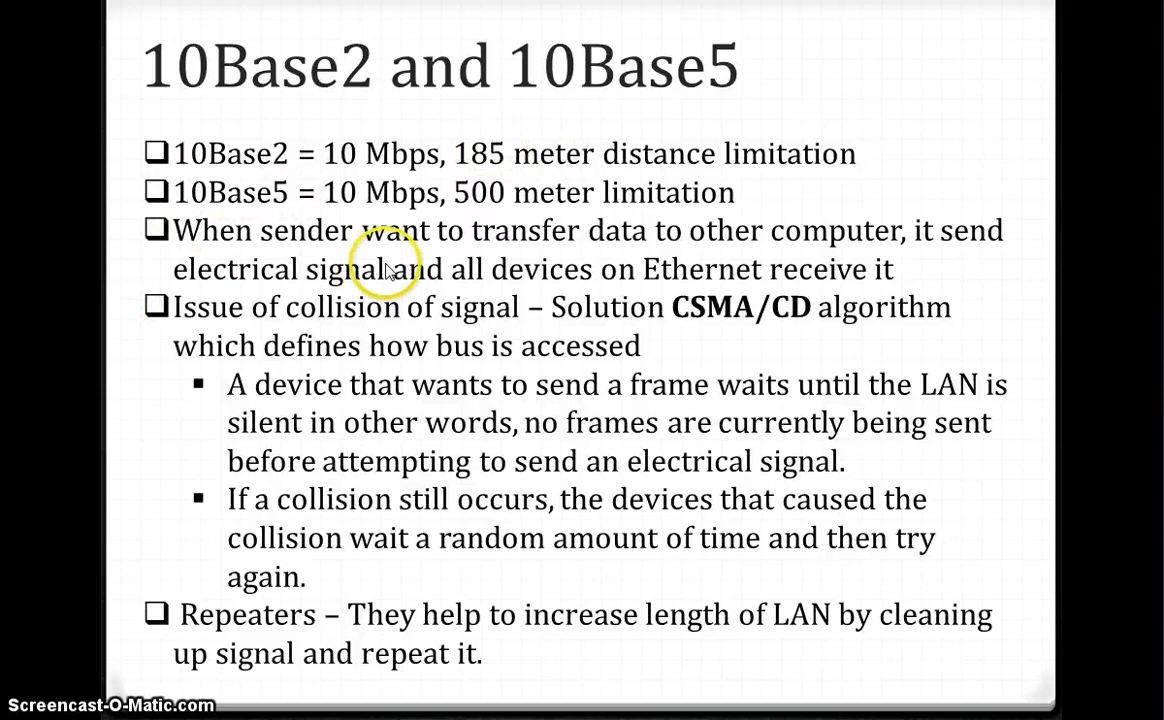 10Base2 and 10Base5
❑10Base2 = 10 Mbps, 185 meter distance limitation
❑10Base5 = 10 Mbps, 500 meter limitation
❑When sender want to transfer data to other computer, it send
electrical signal and all devices on Ethernet receive it
❑Issue of collision of signal – Solution CSMA/CD algorithm
which defines how bus is accessed
▪ A device that wants to send a frame waits until the LAN is
silent in other words, no frames are currently being sent
before attempting to send an electrical signal.
▪ If a collision still occurs, the devices that caused the
collision wait a random amount of time and then try
again.
❑ Repeaters – They help to increase length of LAN by cleaning
up signal and repeat it.
Screencast-O-Matic.com